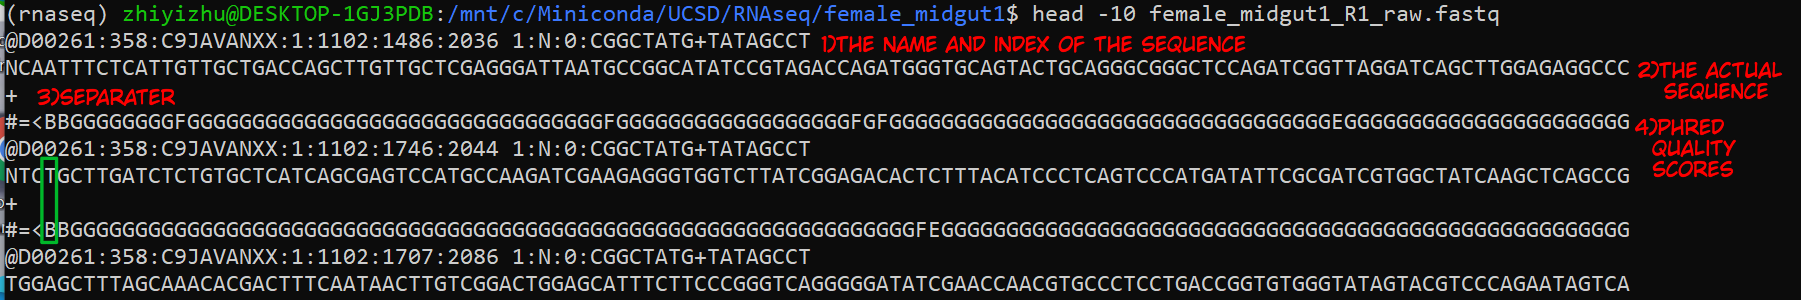 (rnaseq) zhiyizhu@DESKTOP-1GJ3PDB:/mnt/c/Miniconda/UCSD/RNAseq/female_midgut1$ head -10 female_midgut1_R1_raw.fastq
@D00261:358:C9JAVANXX:1:1102:1486:2036 1:N:0:CGGCTATG+TATAGCCT 1)THE NAME AND INDEX OF THE SEQUENCE
NCAATTTCTCATTGTTGCTGACCAGCTTGTTGCTCGAGGGATTAATGCCGGCATATCCGTAGACCAGATGGGTGCAGTACTGCAGGGCGGGCTCCAGATCGGTTAGGATCAGCTTGGAGAGGCCC 2)THE ACTUAL
SEQUENCE
+ 3)SEPARATER
#=<BBGGGGGGGGFGGGGGGGGGGGGGGGGGGGGGGGGGGGGGGGGFGGGGGGGGGGGGGGGGGGFGFGGGGGGGGGGGGGGGGGGGGGGGGGGGGGGGGGGEGGGGGGGGGGGGGGGGGGGGGG 4)PHRED
QUALITY
SCORES
@D00261:358:C9JAVANXX:1:1102:1746:2044 1:N:0:CGGCTATG+TATAGCCT
NTCTGCTTGATCTCTGTGCTCATCAGCGAGTCCATGCCAAGATCGAAGAGGGTGGTCTTATCGGAGACACTCTTTACATCCCTCAGTCCCATGATATTCGCGATCGTGGCTATCAAGCTCAGCCG
+
#=<BBGGGGGGGGGGGGGGGGGGGGGGGGGGGGGGGGGGGGGGGGGGGGGGGGGGGGGGGGGGGGGGGGGFEGGGGGGGGGGGGGGGGGGGGGGGGGGGGGGGGGGGGGGGGGGGGGGGGGGGGG
@D00261:358:C9JAVANXX:1:1102:1707:2086 1:N:0:CGGCTATG+TATAGCCT
TGGAGCTTTAGCAAACACGACTTTCAATAACTTGTCGGACTGGAGCATTTCTTCCCGGGTCAGGGGGATATCGAACCAACGTGCCCTCCTGACCGGTGTGGGTATAGTACGTCCCAGAATAGTCA